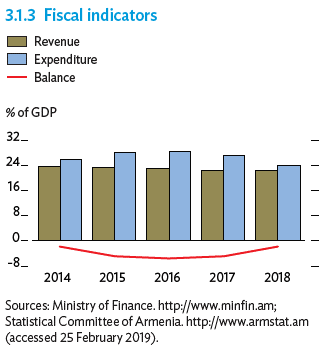 3.1.3 Fiscal indicators
Revenue
Expenditure
Balance
% of GDP
32
24
16
8
0
-8
2014 2015 2016 2017 2018
Sources: Ministry of Finance. http://www.minfin.am;
Statistical Committee of Armenia. http://www.armstat.am
(accessed 25 February 2019).